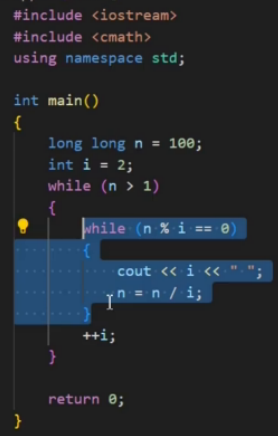 #include <iostream>
#include <cmath>
using namespace std;
int main()
{
long long n = 100;
int i = 2;
while (n > 1)
{
while (n % i == 0)
{
cout << i << " ";
n = n / i;
}
++i;
}
return 0;
}